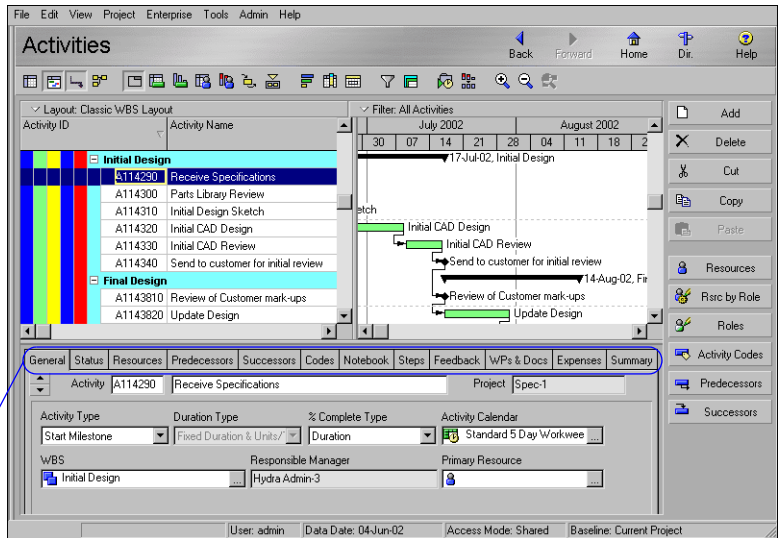 File Edit View Project Enterprise Tools Admin Help
Activities
Back Forward Home Dir. Help
Layout: Classic WBS Layout
Filter: All Activities
Activity ID Activity Name
July 2002 August 2002
30 07 14 21 28 04 11 18 2
Initial Design
17-Jul-02, Initial Design
A114290 Receive Specifications
A114300 Parts Library Review
A114310 Initial Design Sketch
etch
A114320 Initial CAD Design
Initial CAD Design
A114330 Initial CAD Review
Initial CAD Review
A114340 Send to customer for initial review
Send to customer for initial review
Final Design
14-Aug-02, Fi
A1143810 Review of Customer mark-ups
Review of Customer mark-ups
A1143820 Update Design
Update Design
Add
Delete
Cut
Copy
Paste
Resources
Rsrc by Role
Roles
Activity Codes
Predecessors
Successors
General Status Resources Predecessors Successors Codes Notebook Steps Feedback WPs & Docs Expenses Summary
Activity A114290 Receive Specifications Project Spec-1
Activity Type Duration Type % Complete Type Activity Calendar
Start Milestone Fixed Duration & Units/ Duration Standard 5 Day Workwee ...
WBS Responsible Manager Primary Resource
Initial Design ... Hydra Admin-3 ...
User: admin Data Date: 04-Jun-02 Access Mode: Shared Baseline: Current Project